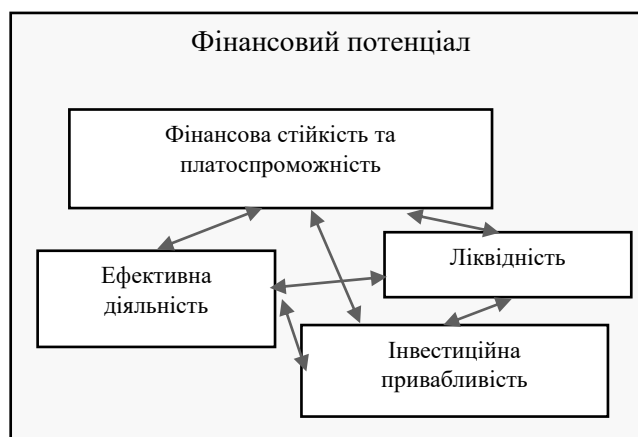 Фінансовий потенціал
Фінансова стійкість та
платоспроможність
Ефективна
діяльність
Ліквідність
Інвестиційна
привабливість